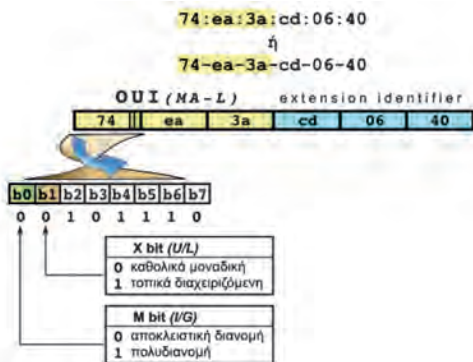 74:ea:3a:cd:06:40
ή
74-ea-3a-cd-06-40
OUI (MA-L) extension identifier
74 ea 3a cd 06 40
b0 b1 b2 b3 b4 b5 b6 b7
0 0 1 0 1 1 1 0
X bit (U/L)
0 καθολικά μοναδική
1 τοπικά διαχειριζόμενη
M bit (I/G)
0 αποκλειστική διανομή
1 πολυδιανομή